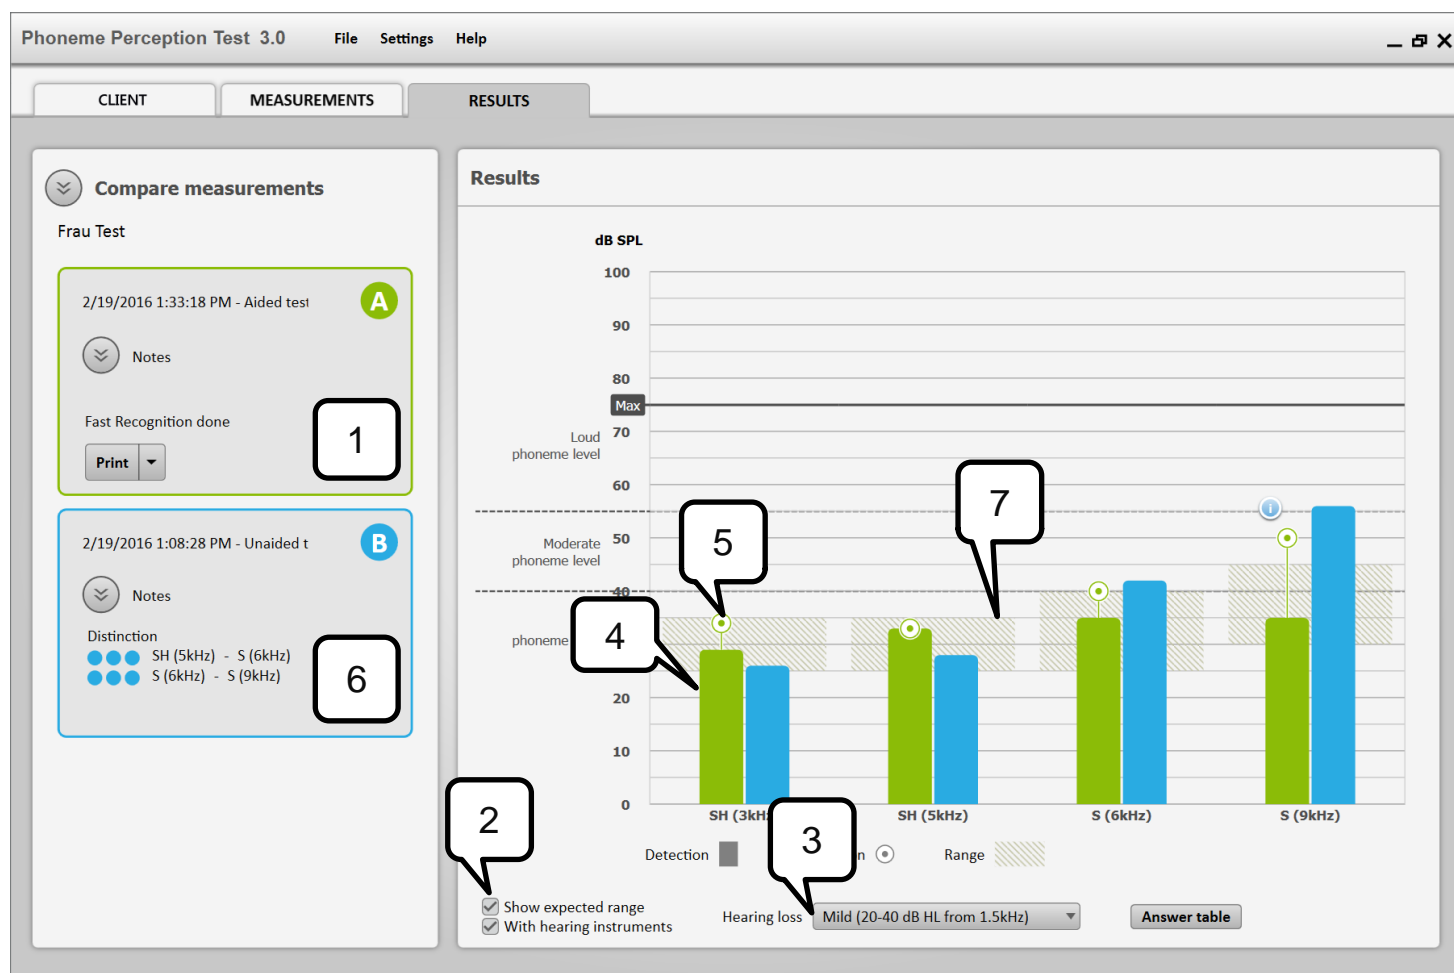 Phoneme Perception Test 3.0 File Settings Help
CLIENT MEASUREMENTS RESULTS
Compare measurements
Frau Test
2/19/2016 1:33:18 PM - Aided test
A
Notes
Fast Recognition done
Print
1
2/19/2016 1:08:28 PM - Unaided t
B
Notes
Distinction
SH (5kHz) - S (6kHz)
S (6kHz) - S (9kHz)
6
Results
dB SPL
100
90
80
Max
Loud
phoneme level
70
60
7
5
50
Moderate
phoneme level
40
4
phoneme
20
10
0
SH (3kHz SH (5kHz) S (6kHz) S (9kHz)
2
3
Detection n Range
Show expected range
With hearing instruments
Hearing loss Mild (20-40 dB HL from 1.5kHz) Answer table